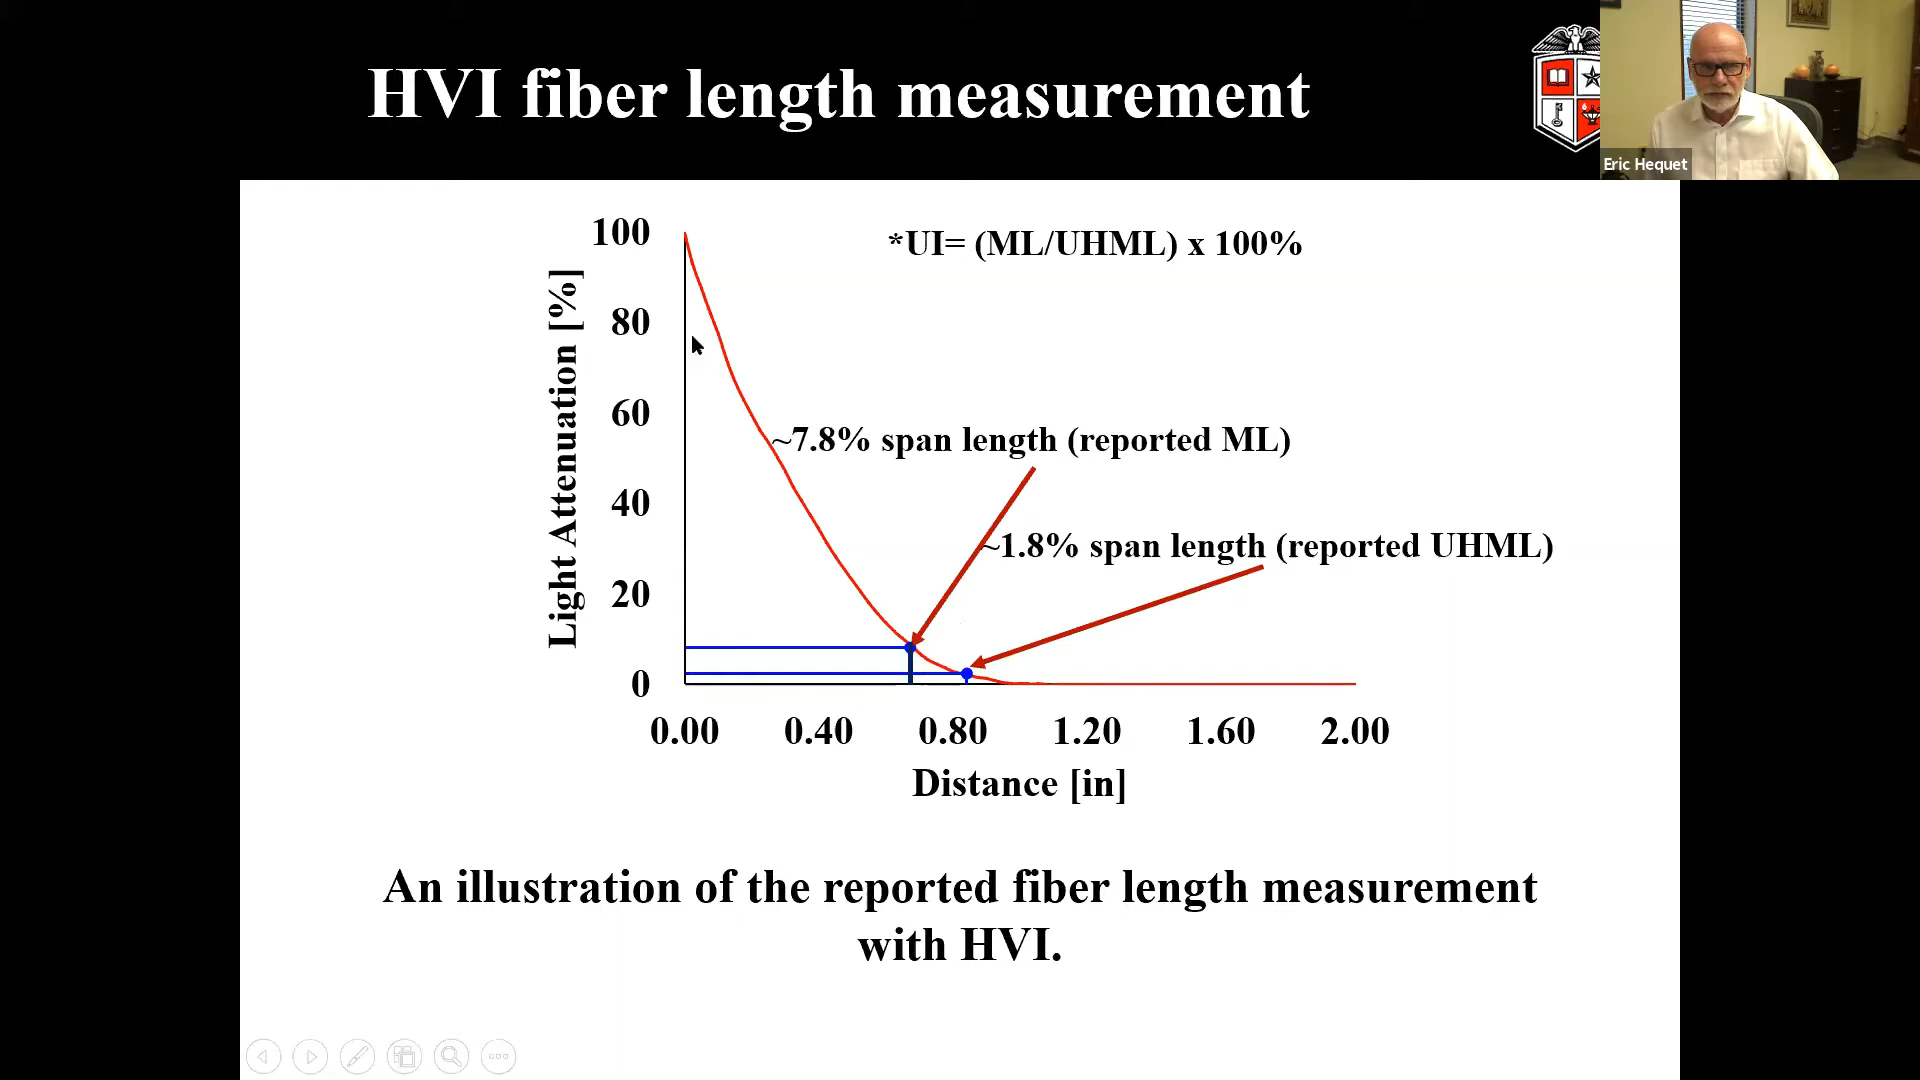 HVI fiber length measurement
Eric Hequet
*UI= (ML/UHML) x 100%
Light Attenuation [%]
100
80
60
40
20
0
~7.8% span length (reported ML)
~1.8% span length (reported UHML)
0.00 0.40 0.80 1.20 1.60 2.00
Distance [in]
An illustration of the reported fiber length measurement
with HVI.